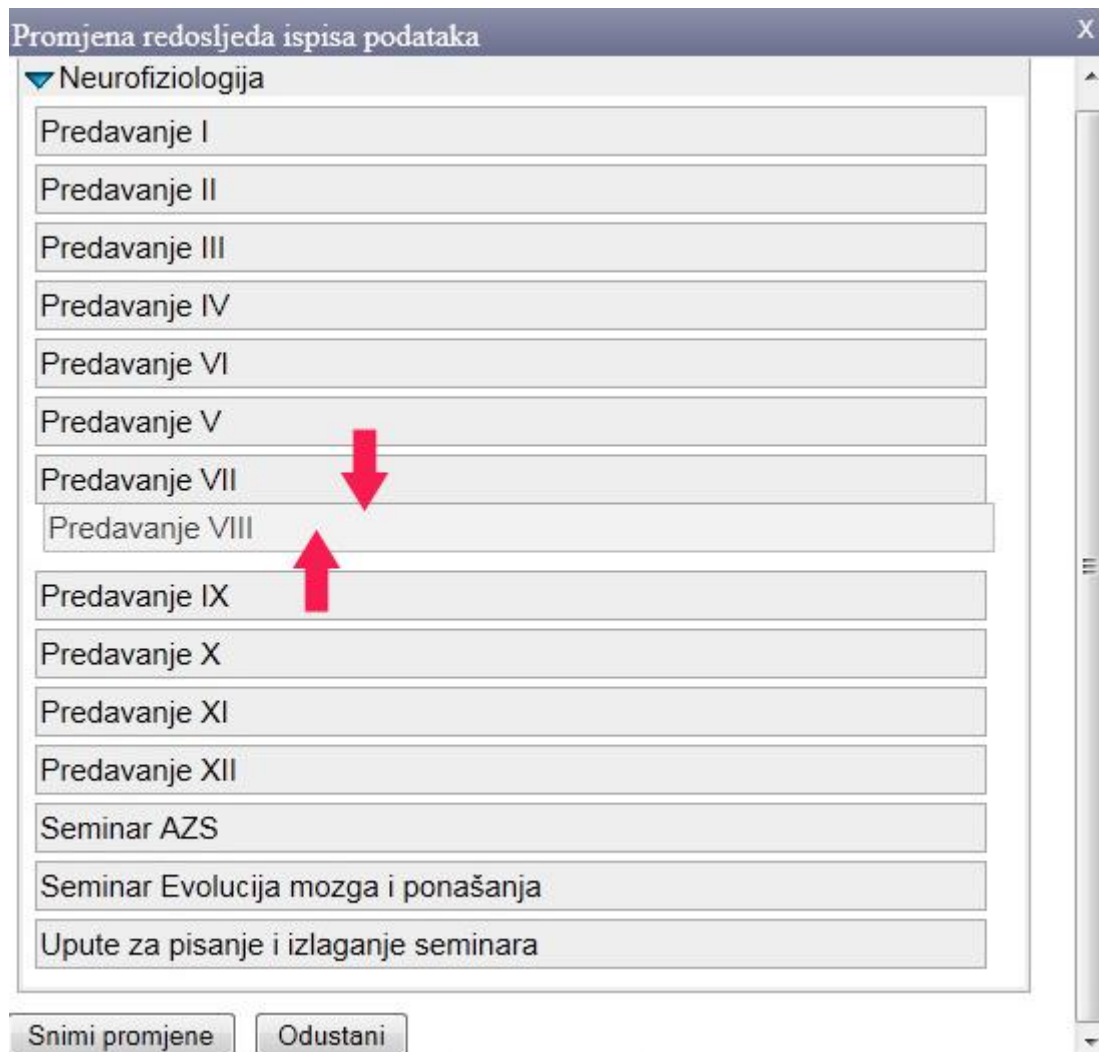 Promjena redosljeda ispisa podataka X
Neurofiziologija
Predavanje I
Predavanje II
Predavanje III
Predavanje IV
Predavanje VI
Predavanje V
Predavanje VII
Predavanje VIII
Predavanje IX
Predavanje X
Predavanje XI
Predavanje XII
Seminar AZS
Seminar Evolucija mozga i ponašanja
Upute za pisanje i izlaganje seminara
Snimi promjene Odustani